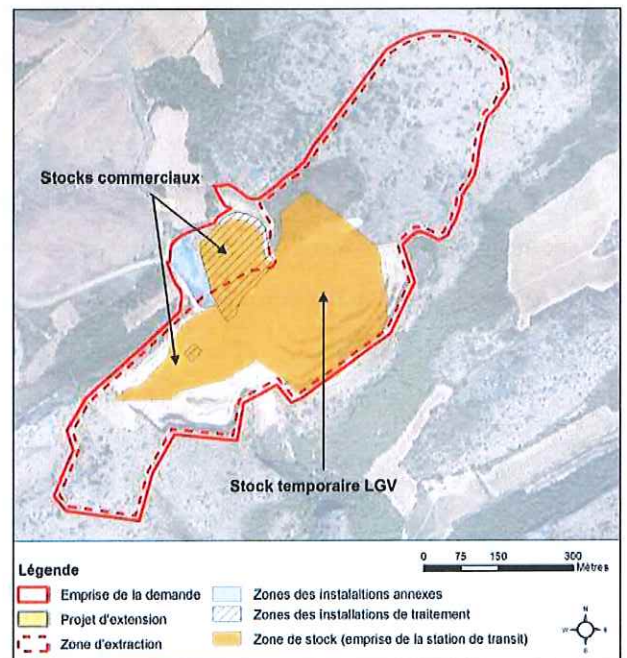 Stocks commerciaux
Stock temporaire LGV
Légende
Emprise de la demande
Projet d'extension
Zone d'extraction
Zones des instalaltions annexes
Zones des installations de traitement
Zone de stock (emprise de la station de transit)
0 75 150 300
Mètres
N
W E
S